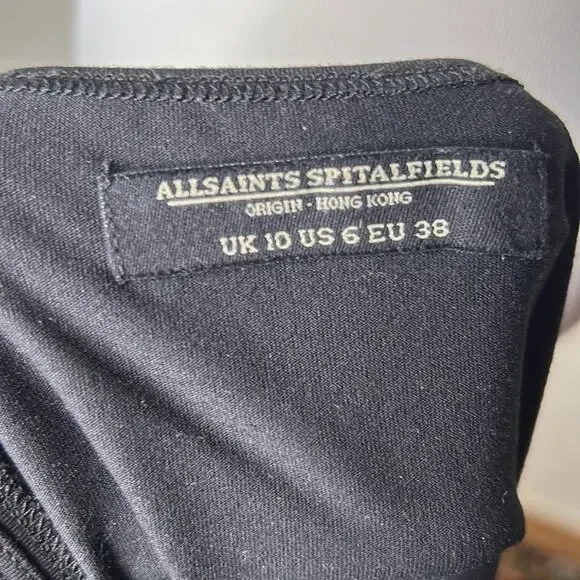 ALLSAINTS SPITALFIELDS
ORIGIN - HONG KONG
UK 10 US 6 EU 38